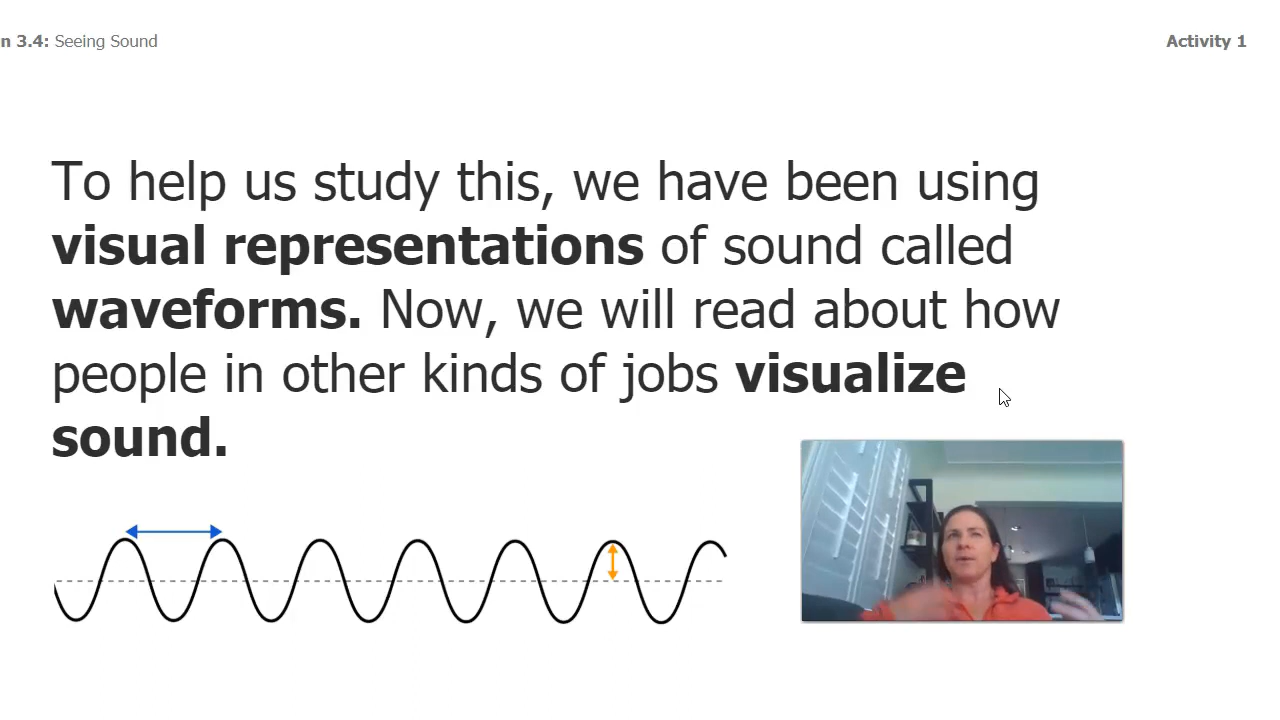 n 3.4: Seeing Sound
Activity 1
To help us study this, we have been using
visual representations of sound called
waveforms. Now, we will read about how
people in other kinds of jobs visualize
sound.